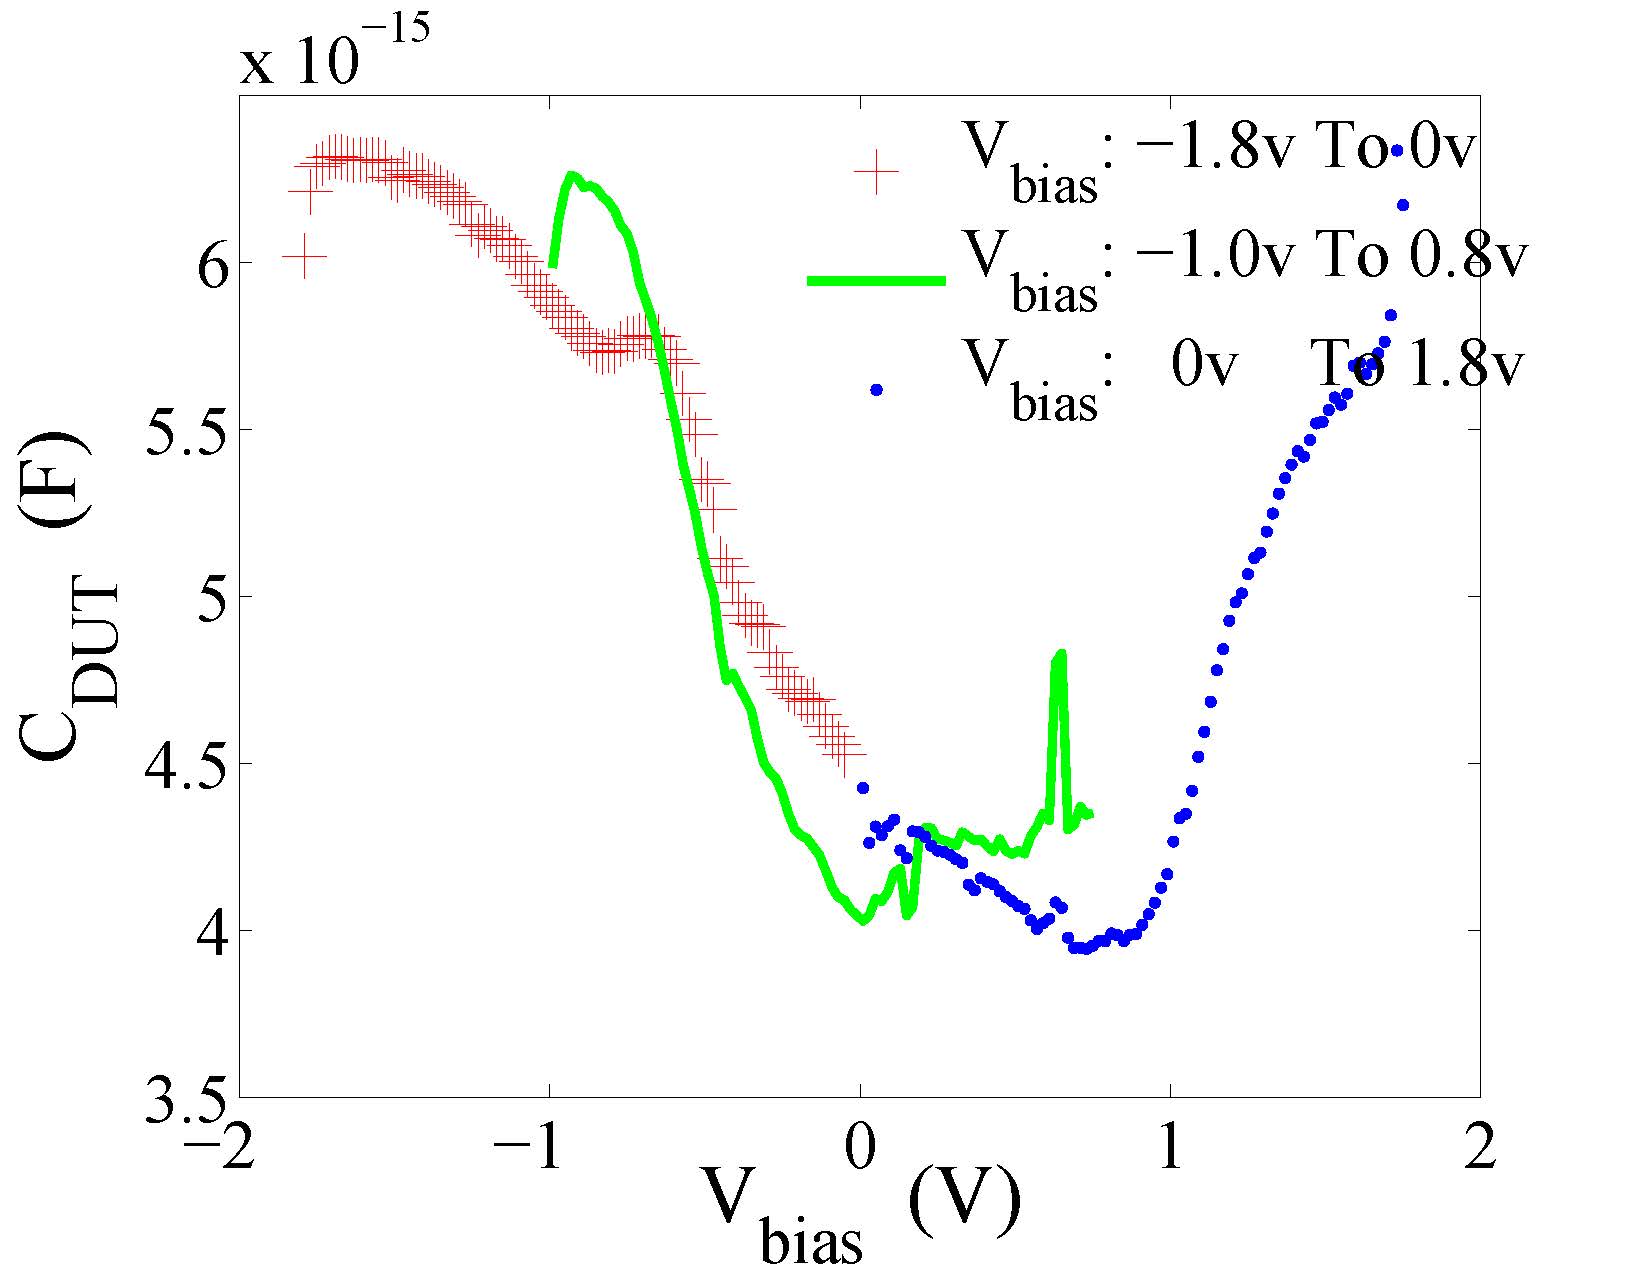 x 10−15
Vbias: −1.8v To 0v
Vbias: −1.0v To 0.8v
Vbias: 0v To 1.8v
6
5.5
5
4.5
4
3.5
CDUT (F)
−2 −1 0 1 2
Vbias (V)